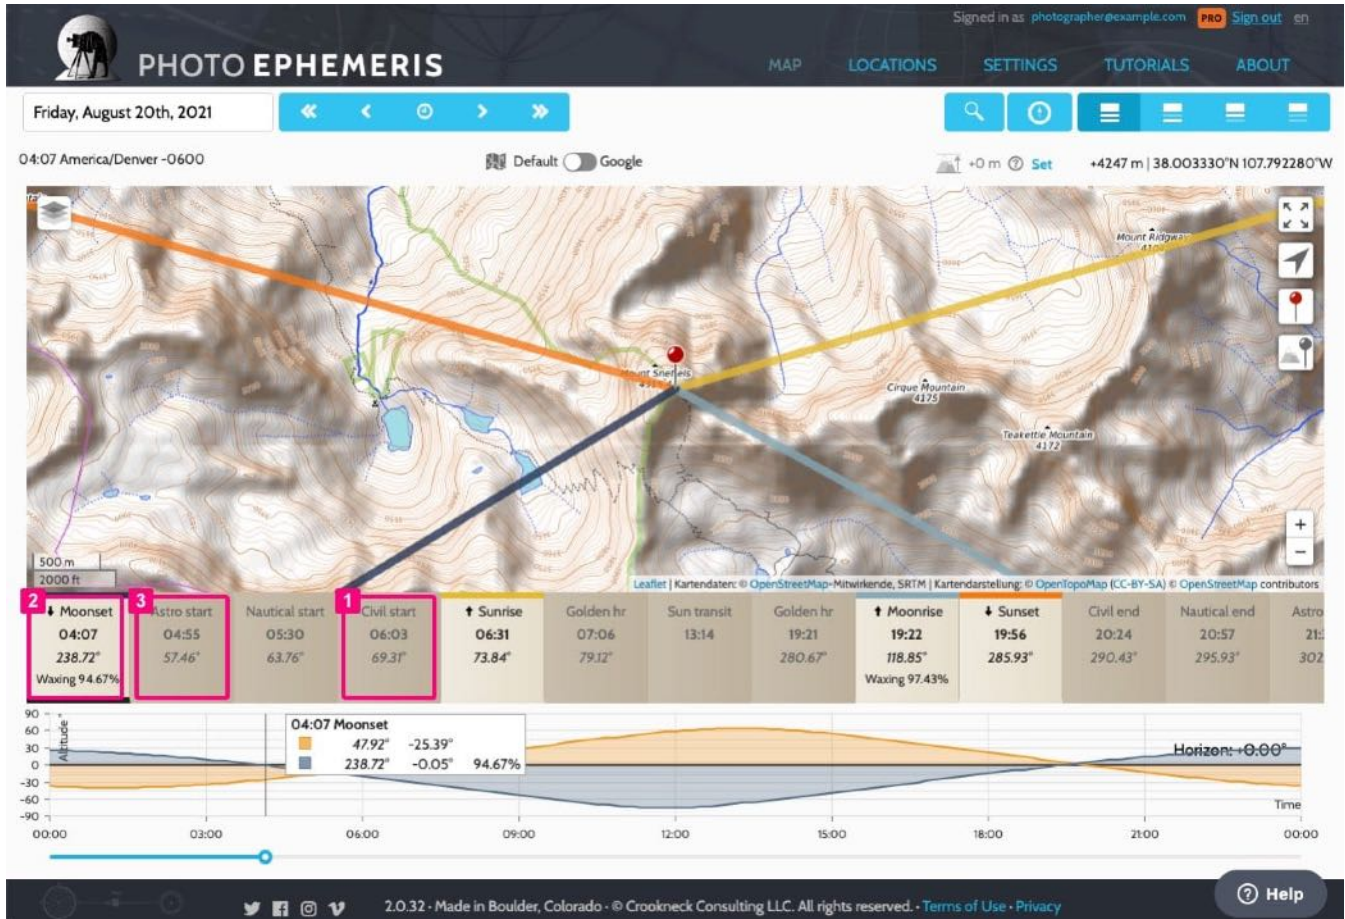 Signed in as photographer@example.com PRO Sign out en
PHOTO EPHEMERIS
MAP LOCATIONS SETTINGS TUTORIALS ABOUT
Friday, August 20th, 2021
04:07 America/Denver -0600
Default Google
+0 m Set
+4247 m | 38.003330°N 107.792280°W
Mount Ridgway
Mount Sneffels
Cirque Mountain
4175
Teakettle Mountain
4172
500 m
2000 ft
+
−
Leaflet | Kartendaten: © OpenStreetMap-Mitwirkende, SRTM | Kartendarstellung: © OpenTopoMap (CC-BY-SA) © OpenStreetMap contributors
2 3 1
Moonset Astro start Nautical start Civil start Sunrise Golden hr Sun transit Golden hr Moonrise Sunset Civil end Nautical end Astro
04:07 04:55 05:30 06:03 06:31 07:06 13:14 19:21 19:22 19:56 20:24 20:57
238.72° 57.46° 63.76° 69.31° 73.84° 79.12° 280.67° 118.85° 285.93° 290.43° 295.93° 302
Waxing 94.67% Waxing 97.43%
04:07 Moonset
47.92° -25.39°
238.72° -0.05° 94.67%
Altitude °
90
60
30
0
-30
-60
-90
Horizon: +0.00°
Time
00:00 03:00 06:00 09:00 12:00 15:00 18:00 21:00 00:00
2.0.32 · Made in Boulder, Colorado · © Crookneck Consulting LLC. All rights reserved. · Terms of Use · Privacy
Help